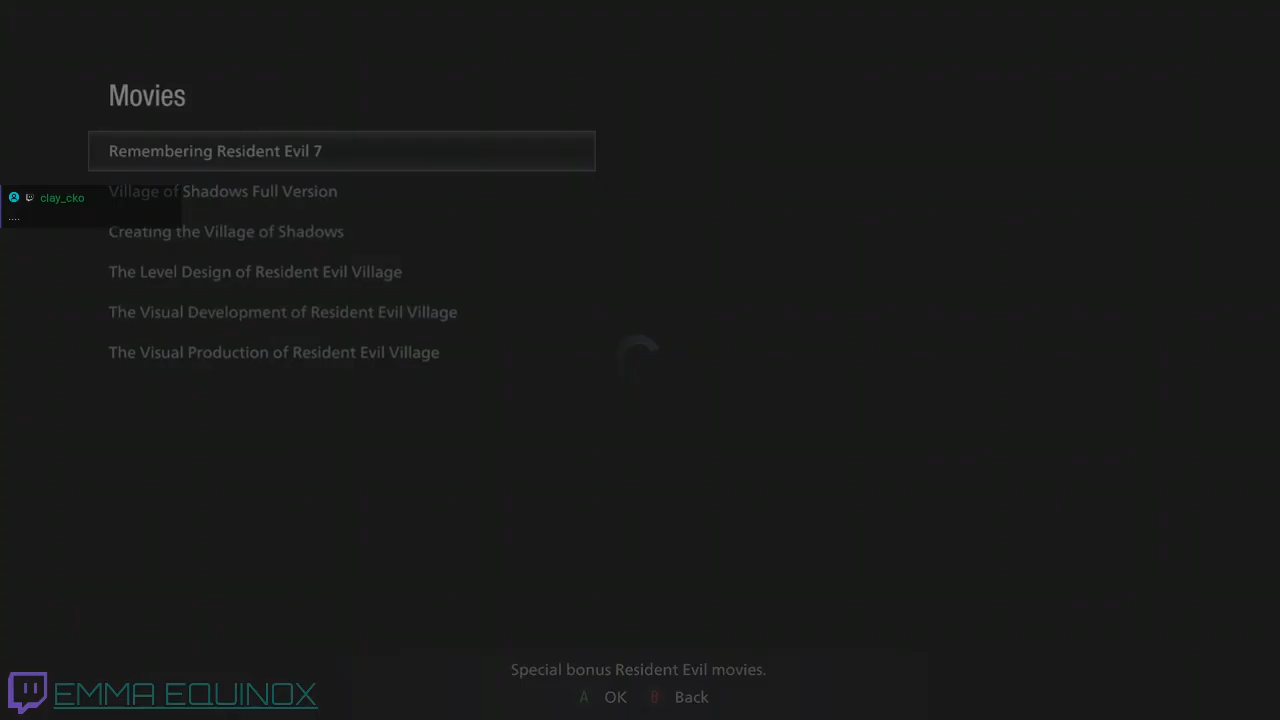 Movies
Remembering Resident Evil 7
Village of Shadows Full Version
clay_cko
....
Creating the Village of Shadows
The Level Design of Resident Evil Village
The Visual Development of Resident Evil Village
The Visual Production of Resident Evil Village
Special bonus Resident Evil movies.
A OK B Back
EMMA EQUINOX